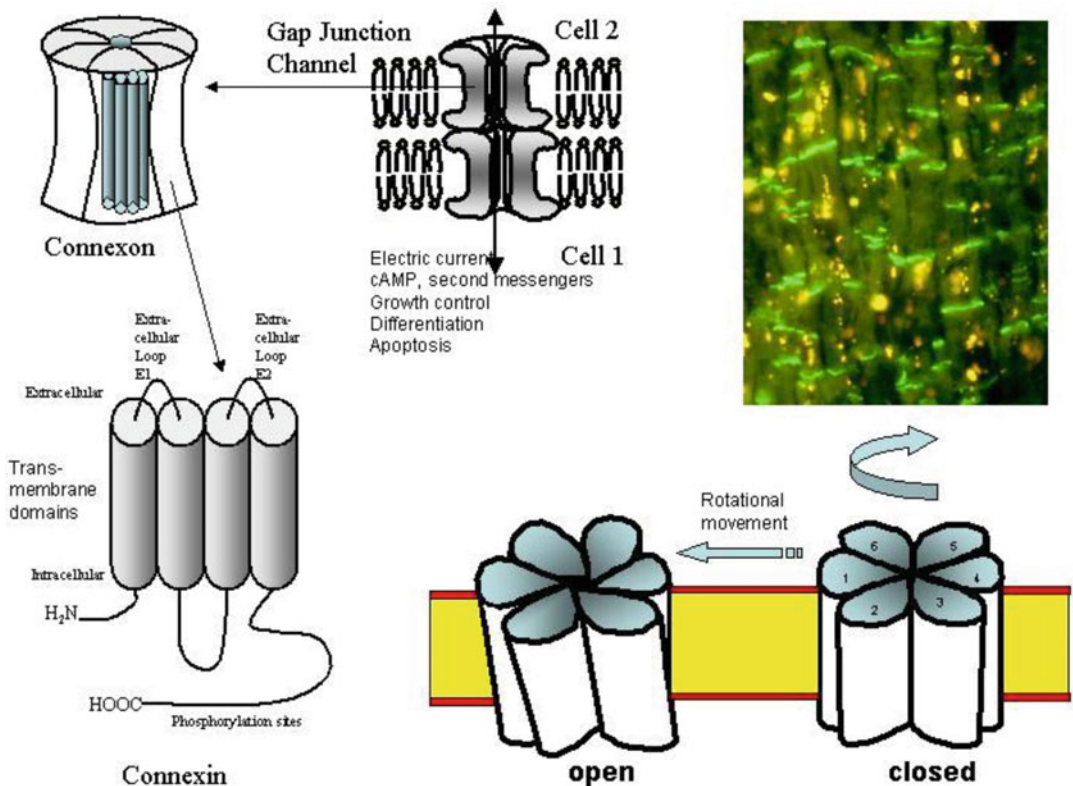 Gap Junction
Channel
Cell 2
Connexon
Cell 1
Electric current
cAMP, second messengers
Growth control
Differentiation
Apoptosis
Extra-
cellular
Loop
E1
Extra-
cellular
Loop
E2
Extracellular
Trans-
membrane
domains
Intracellular
H₂N
HOOC
Phosphorylation sites
Connexin
Rotational
movement
6
5
1
4
2
3
open
closed